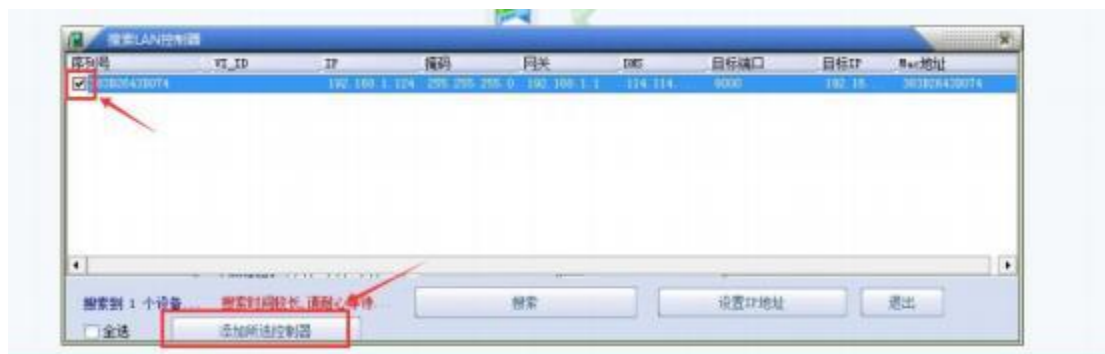 搜索LAN控制器
序列号 VI_ID IP 掩码 网关 DNS 目标端口 目标IP Mac地址
192.168.1.124 255.255.255.0 192.168.1.1 114.114. 192.16
搜索到 1 个设备 搜索时间较长,请耐心等待 搜索 设置IP地址 退出
全选 添加所选控制器